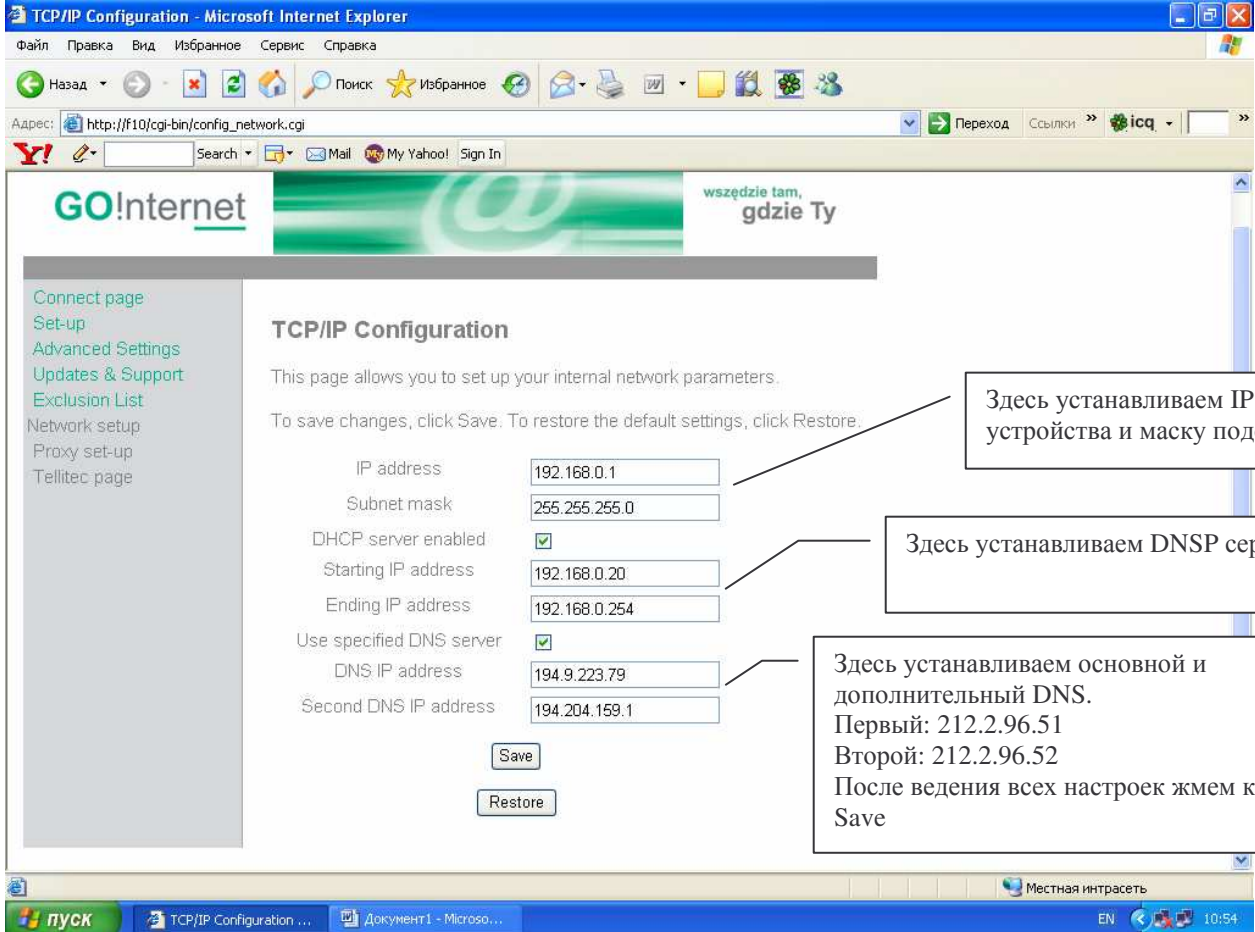 TCP/IP Configuration - Microsoft Internet Explorer
Файл Правка Вид Избранное Сервис Справка
Назад Поиск Избранное
Адрес: http://f10/cgi-bin/config_network.cgi Переход Ссылки » icq »
Y! Search Mail My Yahoo! Sign In
GO!nternet
wszędzie tam,
gdzie Ty
Connect page
Set-up
Advanced Settings
Updates & Support
Exclusion List
Network setup
Proxy set-up
Tellitec page
TCP/IP Configuration
This page allows you to set up your internal network parameters.
To save changes, click Save. To restore the default settings, click Restore.
IP address 192.168.0.1
Subnet mask 255.255.255.0
DHCP server enabled
Starting IP address 192.168.0.20
Ending IP address 192.168.0.254
Use specified DNS server
DNS IP address 194.9.223.79
Second DNS IP address 194.204.159.1
Save
Restore
Здесь устанавливаем IP
устройства и маску под
Здесь устанавливаем DNSP сер
Здесь устанавливаем основной и
дополнительный DNS.
Первый: 212.2.96.51
Второй: 212.2.96.52
После ведения всех настроек жмем к
Save
Местная интрасеть
пуск TCP/IP Configuration ... Документ1 - Microso... EN 10:54